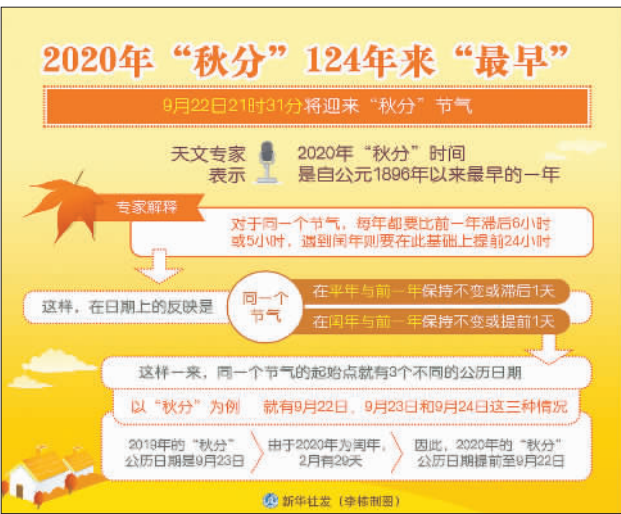 2020年“秋分”124年来“最早”
9月22日21时31分将迎来“秋分”节气
天文专家
表示
2020年“秋分”时间
是自公元1896年以来最早的一年
专家解释
对于同一个节气，每年都要比前一年滞后6小时
或5小时，遇到闰年则要在此基础上提前24小时
这样，在日期上的反映是
同一个
节气
在平年与前一年保持不变或滞后1天
在闰年与前一年保持不变或提前1天
这样一来，同一个节气的起始点就有3个不同的公历日期
以“秋分”为例 就有9月22日、9月23日和9月24日这三种情况
2019年的“秋分”
公历日期是9月23日
由于2020年为闰年，
2月有29天
因此，2020年的“秋分”
公历日期提前至9月22日
新华社发（李栋制图）